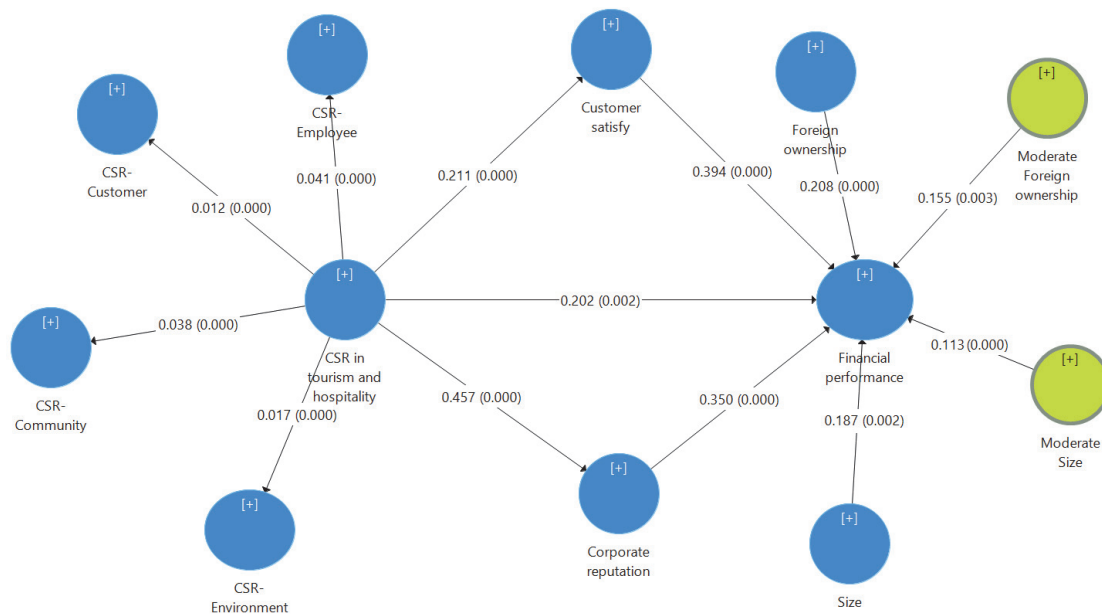 [+]
CSR-
Customer
[+]
CSR-
Employee
[+]
Customer
satisfy
[+]
Foreign
ownership
[+]
Moderate
Foreign
ownership
0.012 (0.000)
0.041 (0.000)
0.211 (0.000)
0.394 (0.000)
0.208 (0.000)
0.155 (0.003)
[+]
CSR-
Community
0.038 (0.000)
[+]
CSR in
tourism and
hospitality
0.202 (0.002)
[+]
Financial
performance
0.113 (0.000)
[+]
Moderate
Size
0.017 (0.000)
0.457 (0.000)
0.350 (0.000)
0.187 (0.002)
[+]
CSR-
Environment
[+]
Corporate
reputation
[+]
Size